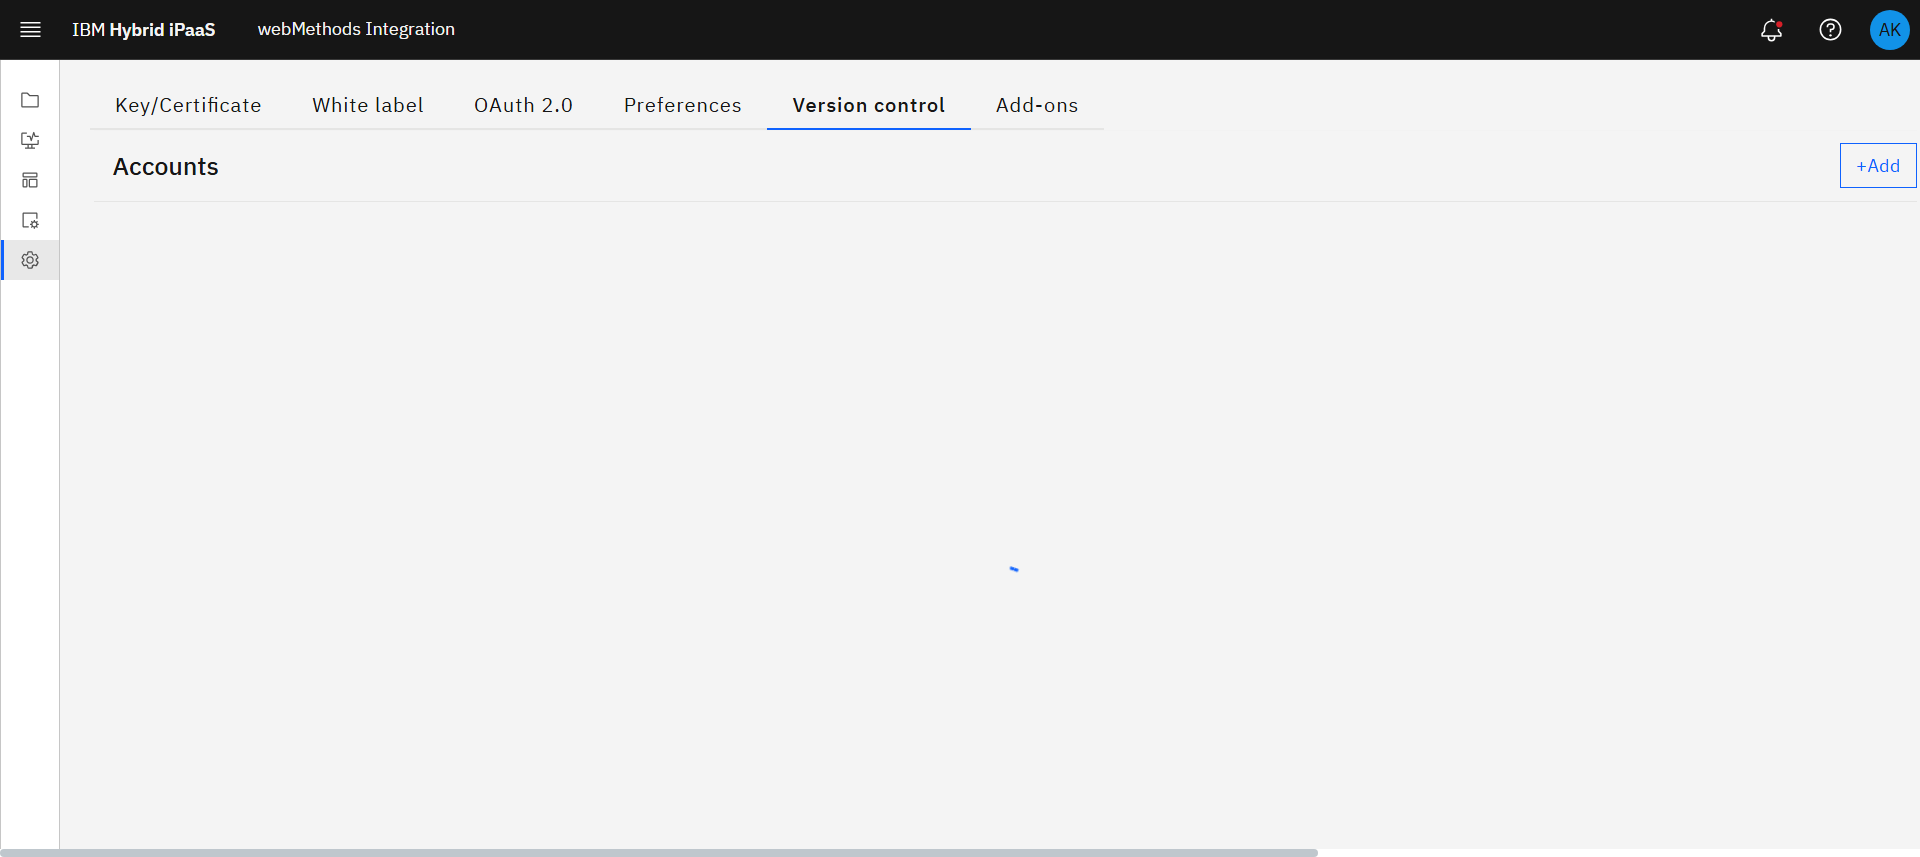 IBM Hybrid iPaaS webMethods Integration AK
Key/Certificate White label OAuth 2.0 Preferences Version control Add-ons
Accounts +Add